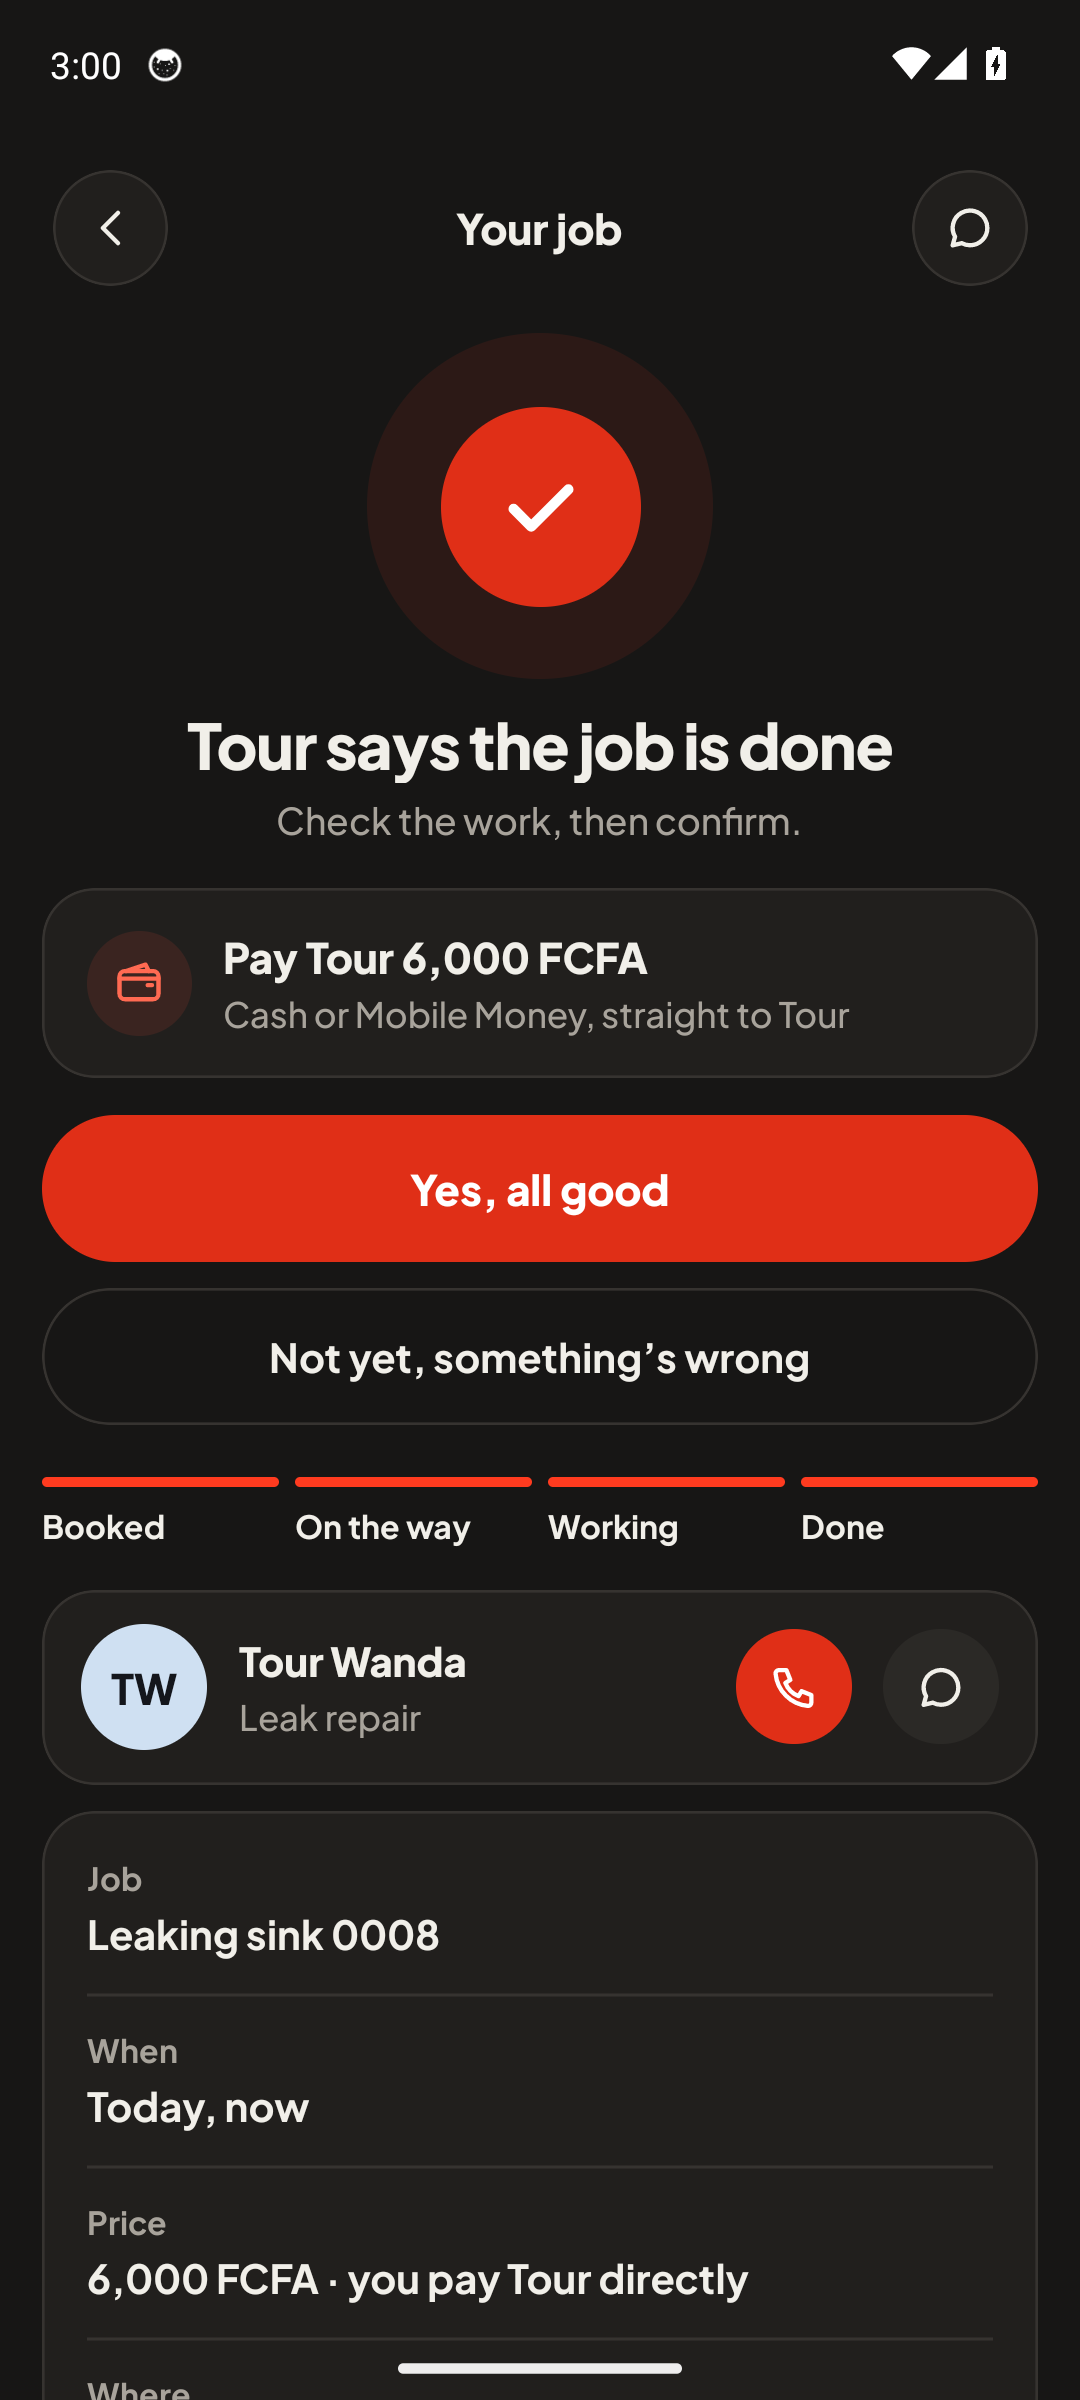 3:00
Your job
Tour says the job is done
Check the work, then confirm.
Pay Tour 6,000 FCFA
Cash or Mobile Money, straight to Tour
Yes, all good
Not yet, something’s wrong
Booked
On the way
Working
Done
TW
Tour Wanda
Leak repair
Job
Leaking sink 0008
When
Today, now
Price
6,000 FCFA · you pay Tour directly
Where